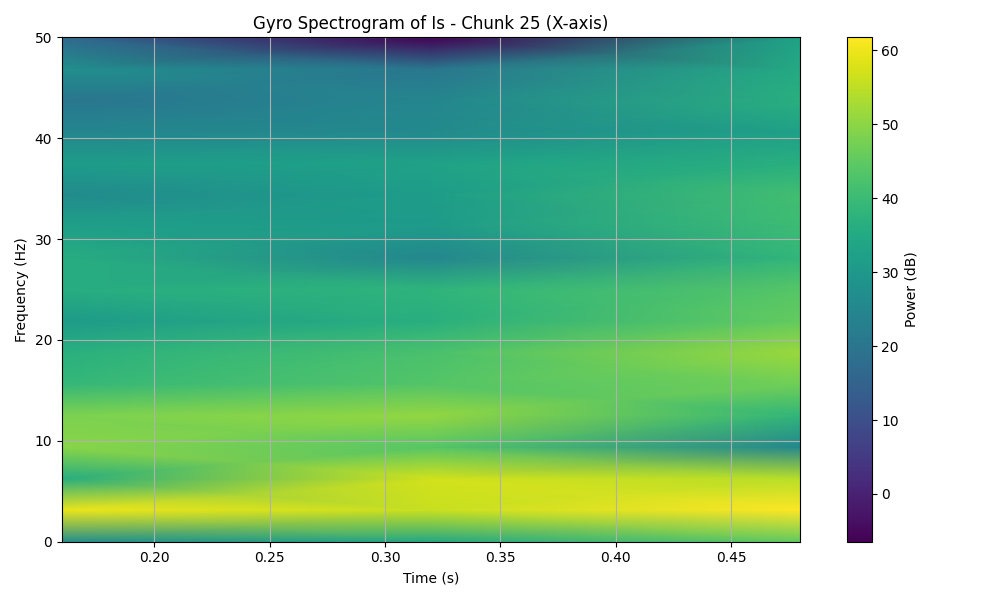 Gyro Spectrogram of Is - Chunk 25 (X-axis)
50
40
30
20
10
0
Frequency (Hz)
0.20 0.25 0.30 0.35 0.40 0.45
Time (s)
60
50
40
30
20
10
0
Power (dB)